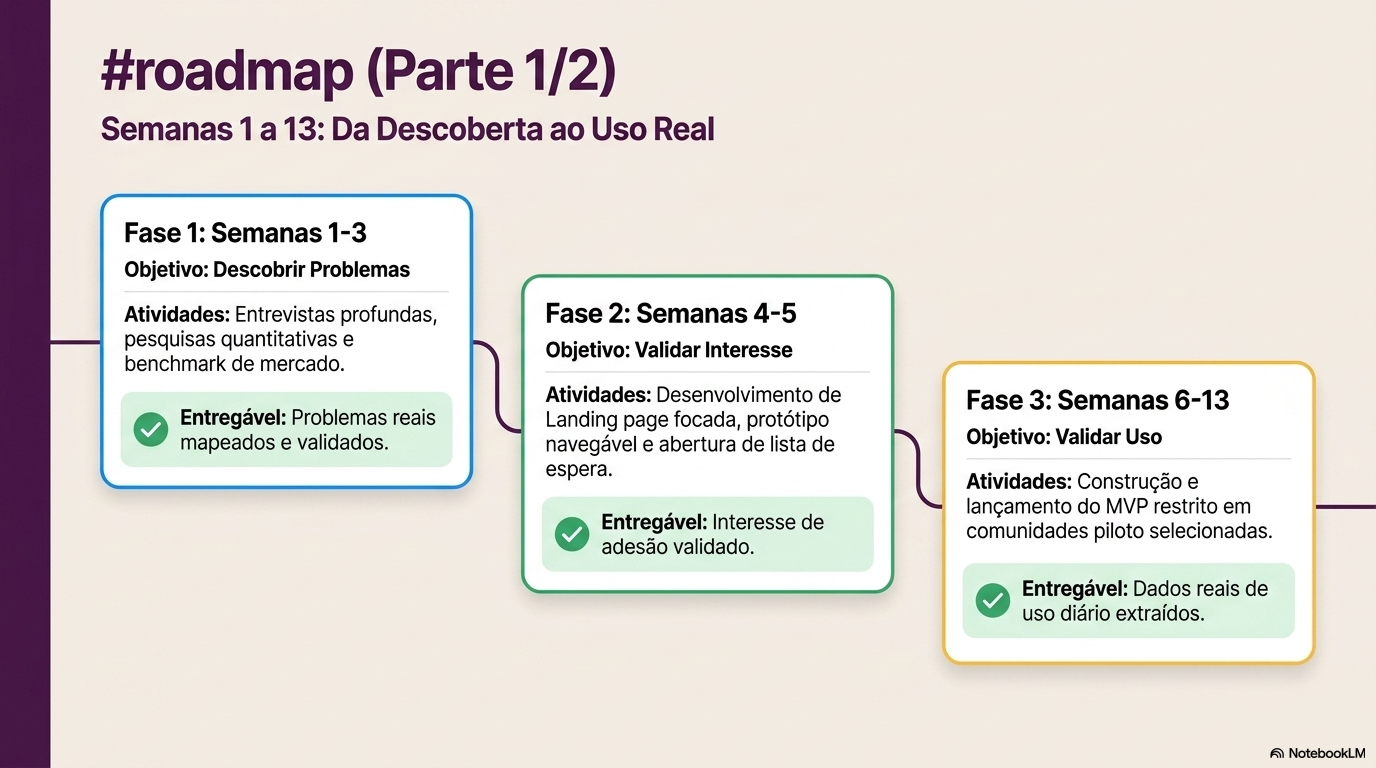 #roadmap (Parte 1/2)
Semanas 1 a 13: Da Descoberta ao Uso Real
Fase 1: Semanas 1-3
Objetivo: Descobrir Problemas
Atividades: Entrevistas profundas,
pesquisas quantitativas e
benchmark de mercado.
Entregável: Problemas reais
mapeados e validados.
Fase 2: Semanas 4-5
Objetivo: Validar Interesse
Atividades: Desenvolvimento de
Landing page focada, protótipo
navegável e abertura de lista de
espera.
Entregável: Interesse de
adesão validado.
Fase 3: Semanas 6-13
Objetivo: Validar Uso
Atividades: Construção e
lançamento do MVP restrito em
comunidades piloto selecionadas.
Entregável: Dados reais de
uso diário extraídos.
NotebookLM